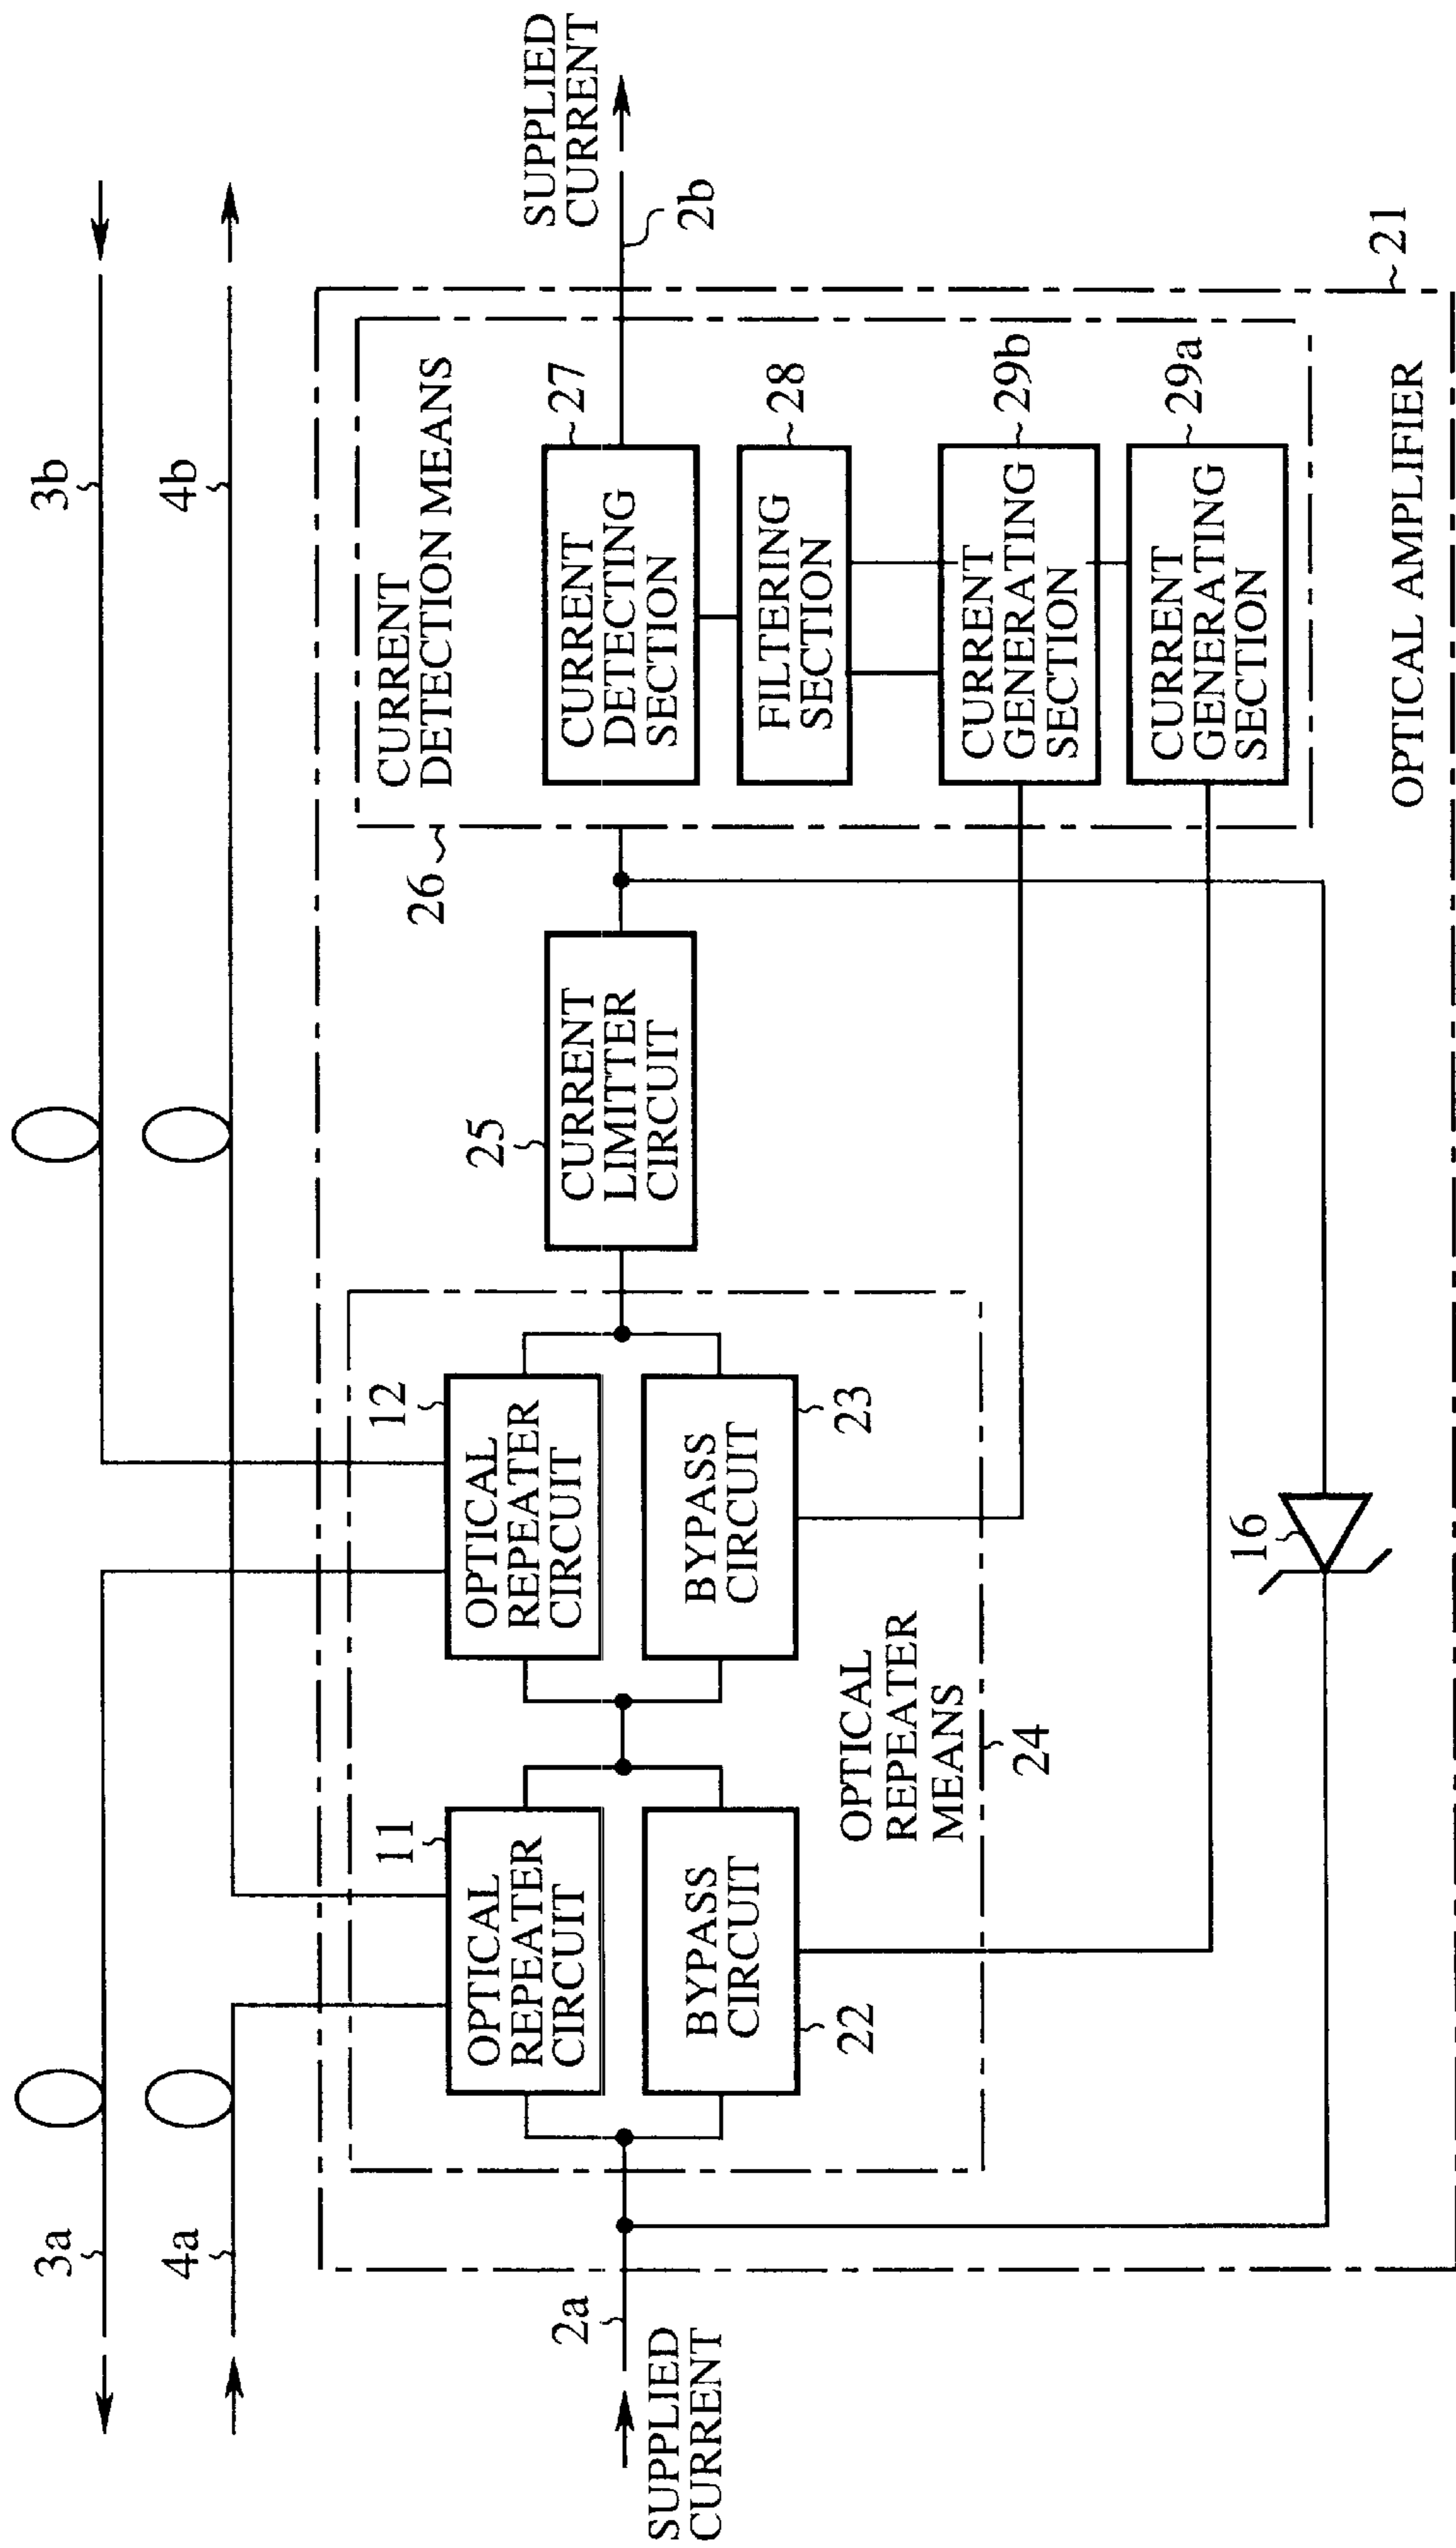 3a
4a
3b
4b
2a
SUPPLIED
CURRENT
SUPPLIED
CURRENT
2b
11
OPTICAL
REPEATER
CIRCUIT
12
OPTICAL
REPEATER
CIRCUIT
BYPASS
CIRCUIT
22
BYPASS
CIRCUIT
23
OPTICAL
REPEATER
MEANS
24
25
CURRENT
LIMITTER
CIRCUIT
26
CURRENT
DETECTION MEANS
CURRENT
DETECTING
SECTION
27
FILTERING
SECTION
28
CURRENT
GENERATING
SECTION
29b
CURRENT
GENERATING
SECTION
29a
16
OPTICAL AMPLIFIER
21